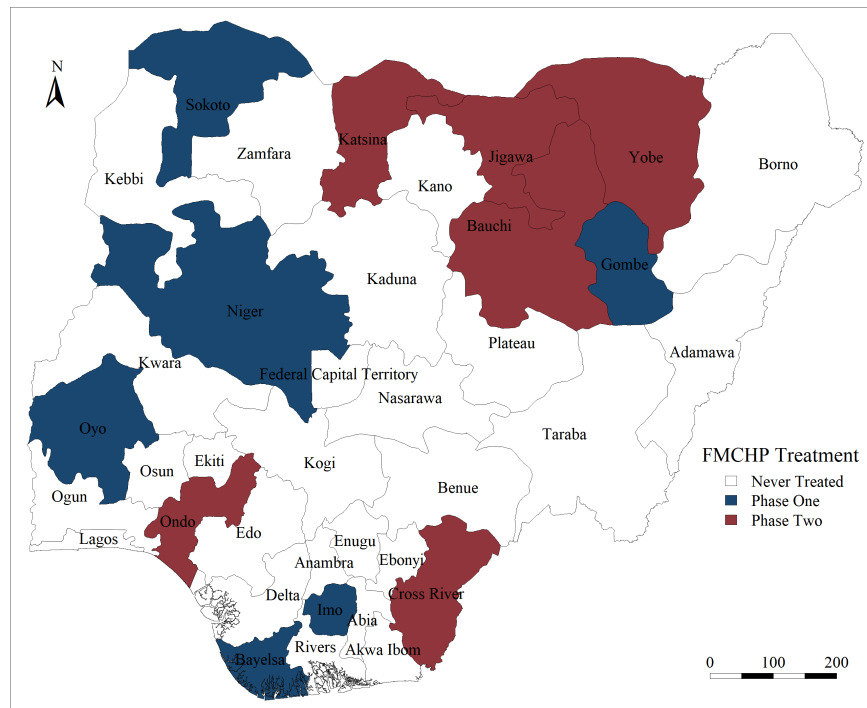 N
Sokoto
Katsina
Zamfara
Jigawa
Yobe
Borno
Kebbi
Kano
Bauchi
Gombe
Kaduna
Niger
Plateau
Adamawa
Kwara
Federal Capital Territory
Nasarawa
Oyo
Taraba
Ekiti
Kogi
Osun
Ogun
Benue
FMCHP Treatment
Never Treated
Phase One
Phase Two
Ondo
Edo
Lagos
Enugu
Ebonyi
Anambra
Delta
Imo
Cross River
Abia
Rivers
Akwa Ibom
Bayelsa
0 100 200